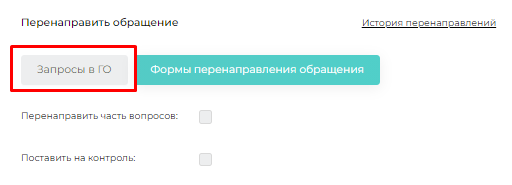 Перенаправить обращение
История перенаправлений
Запросы в ГО
Формы перенаправления обращения
Перенаправить часть вопросов:
Поставить на контроль: